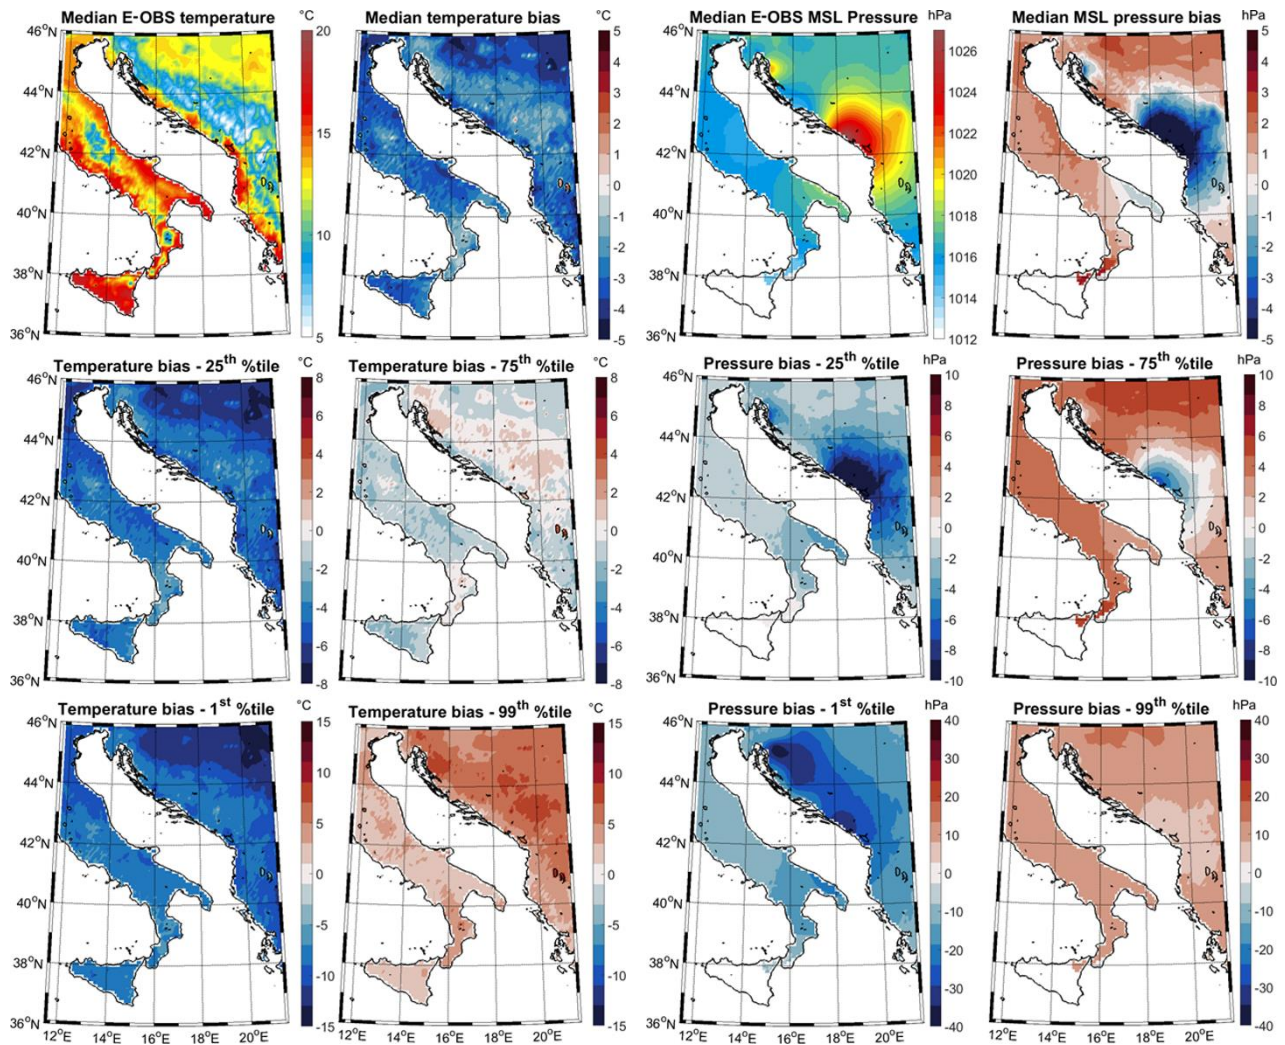 Median E-OBS temperature
°C
46°N
44°N
42°N
40°N
38°N
36°N
20
15
10
5
Median temperature bias
°C
5
4
3
2
1
0
-1
-2
-3
-4
-5
Median E-OBS MSL Pressure
hPa
46°N
44°N
42°N
40°N
38°N
36°N
1026
1024
1022
1020
1018
1016
1014
1012
Median MSL pressure bias
hPa
5
4
3
2
1
0
-1
-2
-3
-4
-5
Temperature bias - 25th %tile
°C
46°N
44°N
42°N
40°N
38°N
36°N
8
6
4
2
0
-2
-4
-6
-8
Temperature bias - 75th %tile
°C
8
6
4
2
0
-2
-4
-6
-8
Pressure bias - 25th %tile
hPa
46°N
44°N
42°N
40°N
38°N
36°N
10
8
6
4
2
0
-2
-4
-6
-8
-10
Pressure bias - 75th %tile
hPa
10
8
6
4
2
0
-2
-4
-6
-8
-10
Temperature bias - 1st %tile
°C
46°N
44°N
42°N
40°N
38°N
36°N
12°E 14°E 16°E 18°E 20°E
15
10
5
0
-5
-10
-15
Temperature bias - 99th %tile
°C
12°E 14°E 16°E 18°E 20°E
15
10
5
0
-5
-10
-15
Pressure bias - 1st %tile
hPa
46°N
44°N
42°N
40°N
38°N
36°N
12°E 14°E 16°E 18°E 20°E
40
30
20
10
0
-10
-20
-30
-40
Pressure bias - 99th %tile
hPa
12°E 14°E 16°E 18°E 20°E
40
30
20
10
0
-10
-20
-30
-40